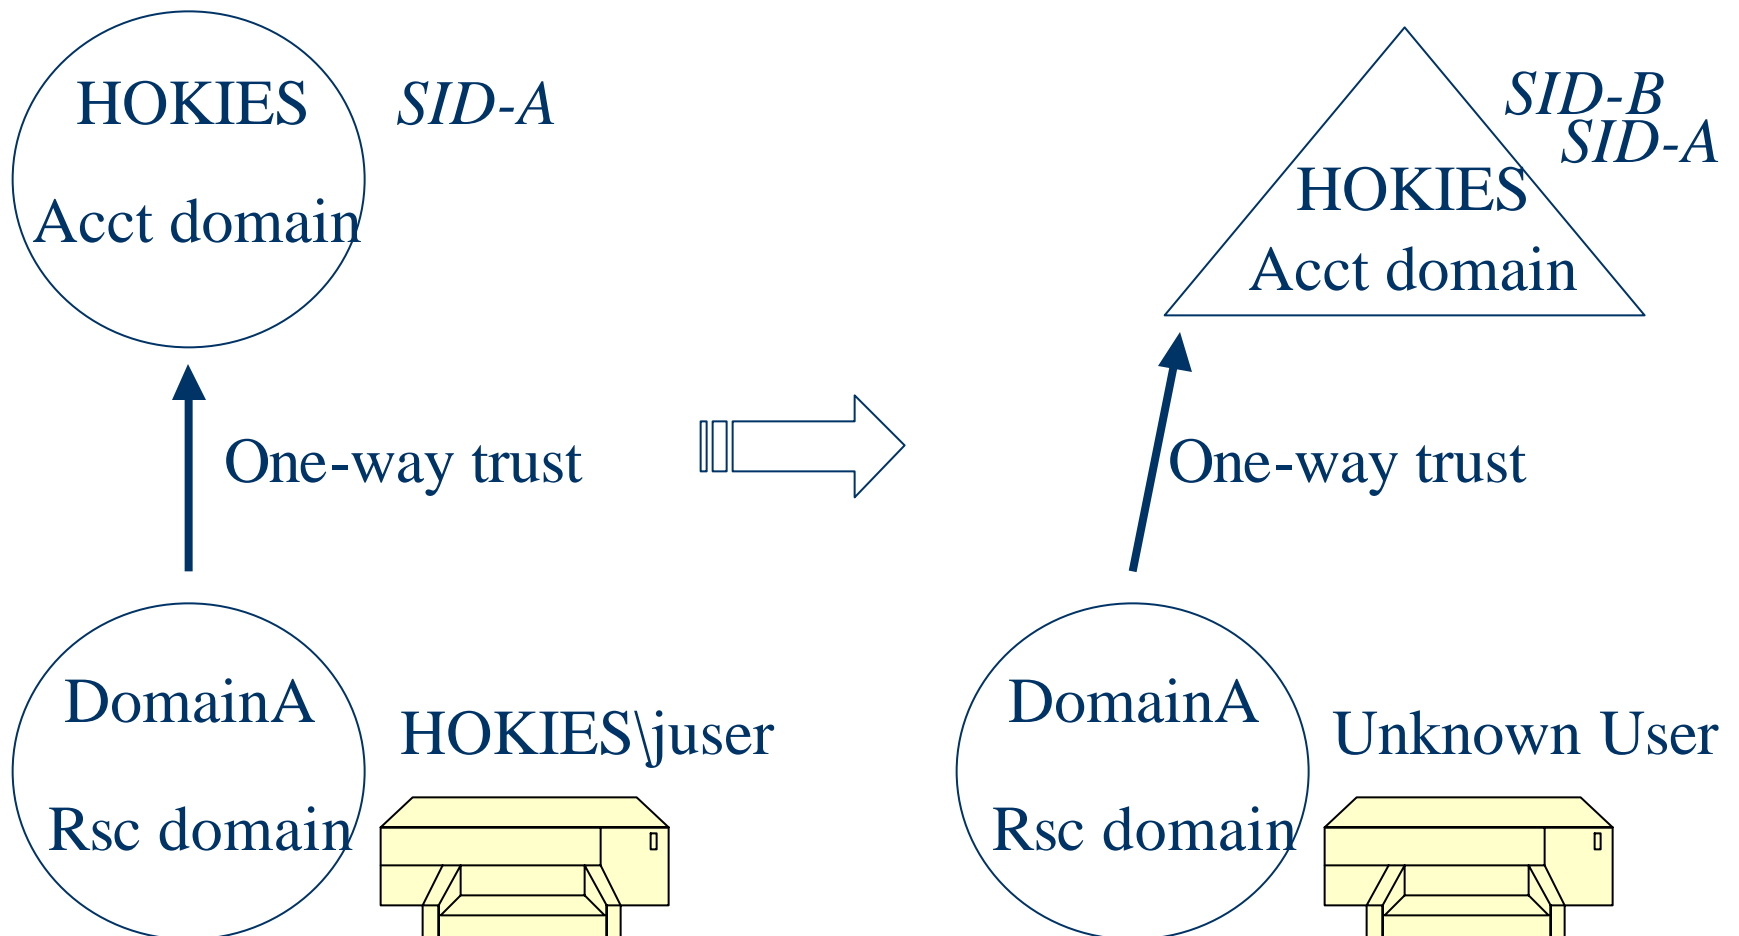 HOKIES
Acct domain
SID-A
One-way trust
DomainA
Rsc domain
HOKIES\juser
SID-B
SID-A
HOKIES
Acct domain
One-way trust
DomainA
Rsc domain
Unknown User